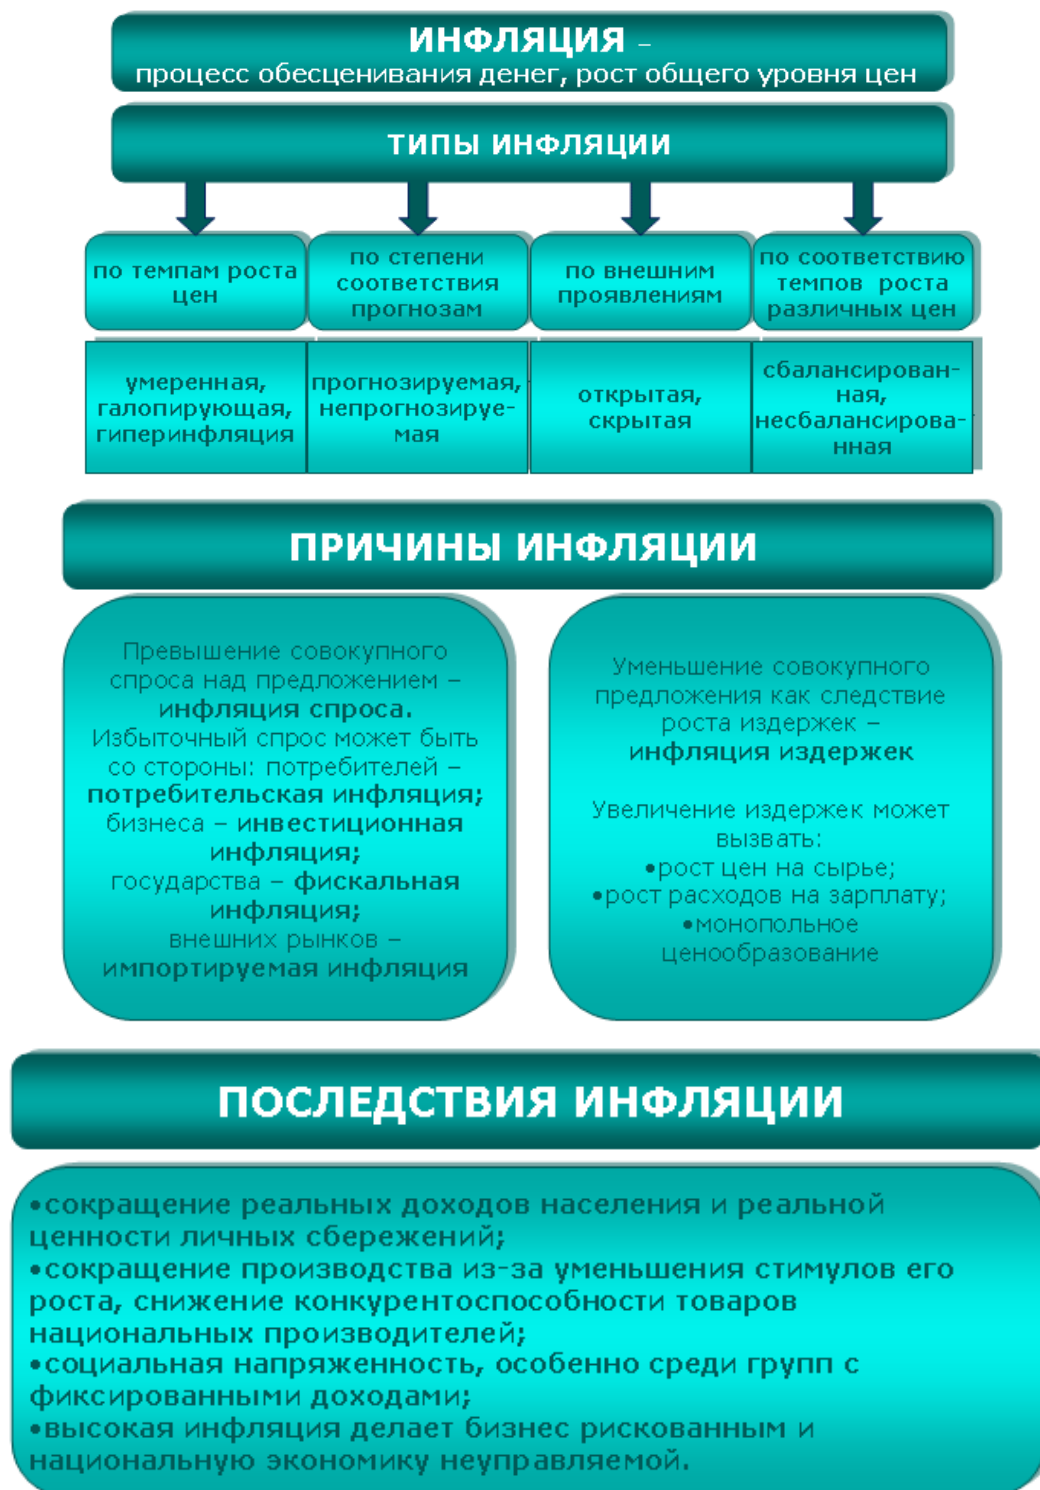 ИНФЛЯЦИЯ –
процесс обесценивания денег, рост общего уровня цен
ТИПЫ ИНФЛЯЦИИ
по темпам роста
цен
по степени
соответствия
прогнозам
по внешним
проявлениям
по соответствию
темпов роста
различных цен
умеренная,
галопирующая,
гиперинфляция
прогнозируемая,
непрогнозируе-
мая
открытая,
скрытая
сбалансирован-
ная,
несбалансирова-
нная
ПРИЧИНЫ ИНФЛЯЦИИ
Превышение совокупного
спроса над предложением –
инфляция спроса.
Избыточный спрос может быть
со стороны: потребителей –
потребительская инфляция;
бизнеса – инвестиционная
инфляция;
государства – фискальная
инфляция;
внешних рынков –
импортируемая инфляция
Уменьшение совокупного
предложения как следствие
роста издержек –
инфляция издержек
Увеличение издержек может
вызвать:
•рост цен на сырье;
•рост расходов на зарплату;
•монопольное
ценообразование
ПОСЛЕДСТВИЯ ИНФЛЯЦИИ
•сокращение реальных доходов населения и реальной
ценности личных сбережений;
•сокращение производства из-за уменьшения стимулов его
роста, снижение конкурентоспособности товаров
национальных производителей;
•социальная напряженность, особенно среди групп с
фиксированными доходами;
•высокая инфляция делает бизнес рискованным и
национальную экономику неуправляемой.